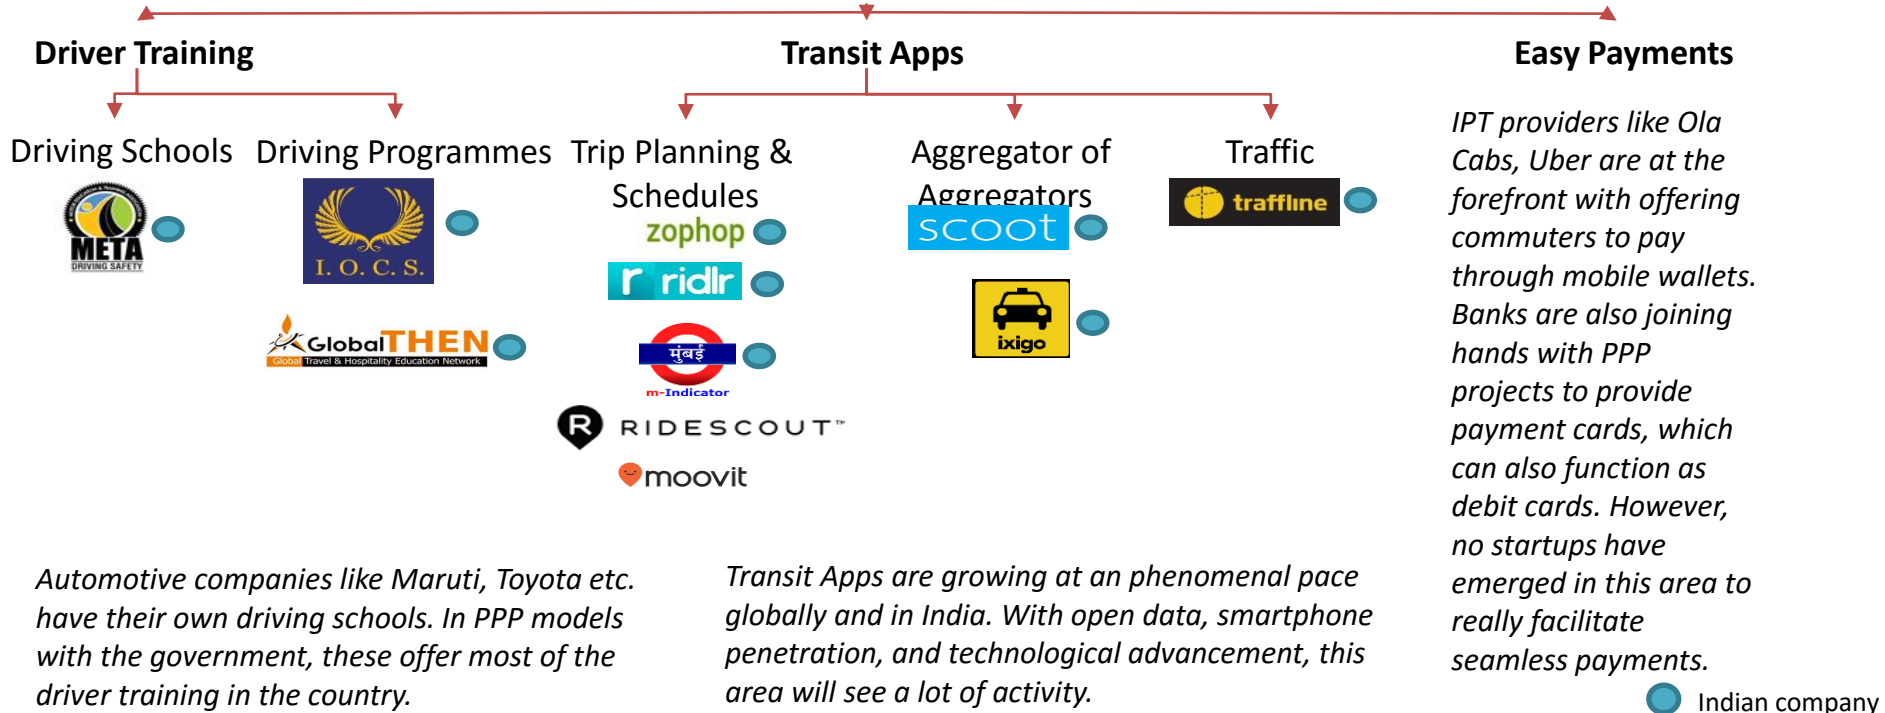 Driver Training
Transit Apps
Easy Payments
Driving Schools
Driving Programmes
Trip Planning &
Schedules
Aggregator of
Aggregators
Traffic
META
DRIVING SAFETY
I. O. C. S.
GlobalTHEN
Global Travel & Hospitality Education Network
zophop
r ridlr
मुंबई
m-Indicator
R RIDESCOUT™
moovit
scoot
ixigo
traffline
IPT providers like Ola
Cabs, Uber are at the
forefront with offering
commuters to pay
through mobile wallets.
Banks are also joining
hands with PPP
projects to provide
payment cards, which
can also function as
debit cards. However,
no startups have
emerged in this area to
really facilitate
seamless payments.
Automotive companies like Maruti, Toyota etc.
have their own driving schools. In PPP models
with the government, these offer most of the
driver training in the country.
Transit Apps are growing at an phenomenal pace
globally and in India. With open data, smartphone
penetration, and technological advancement, this
area will see a lot of activity.
Indian company